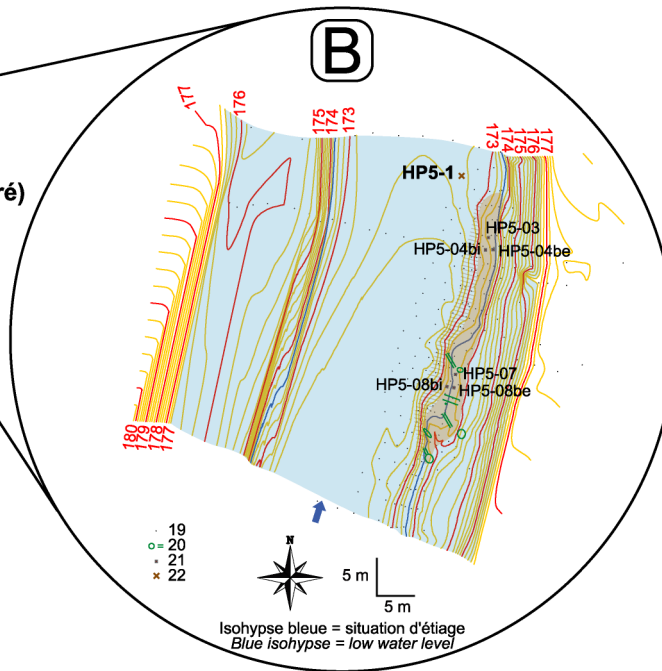 B
177
176
175
174
173
173
174
175
176
177
ré)
HP5-1
HP5-03
HP5-04bi
HP5-04be
HP5-07
HP5-08bi
HP5-08be
180
179
178
177
19
= 20
21
22
N
5 m
5 m
Isohypse bleue = situation d'étiage
Blue isohypse = low water level